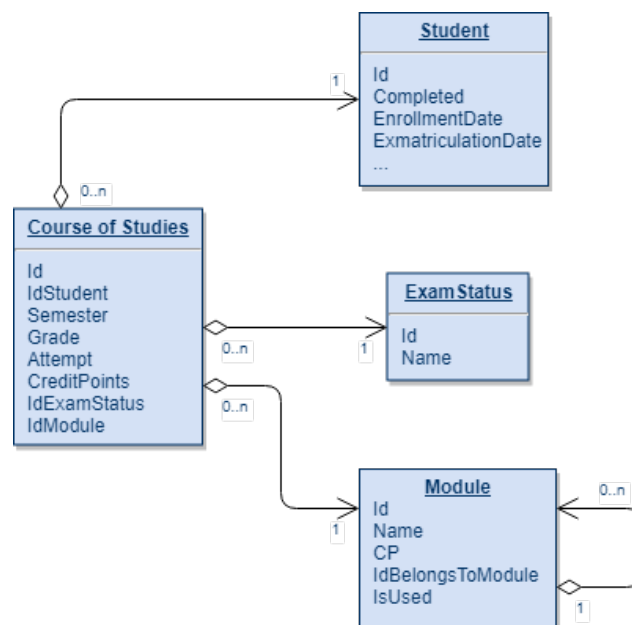 Student
Id
Completed
EnrollmentDate
ExmatriculationDate
...
1
0..n
Course of Studies
Id
IdStudent
Semester
Grade
Attempt
CreditPoints
IdExamStatus
IdModule
0..n
1
ExamStatus
Id
Name
0..n
1
Module
Id
Name
CP
IdBelongsToModule
IsUsed
0..n
1